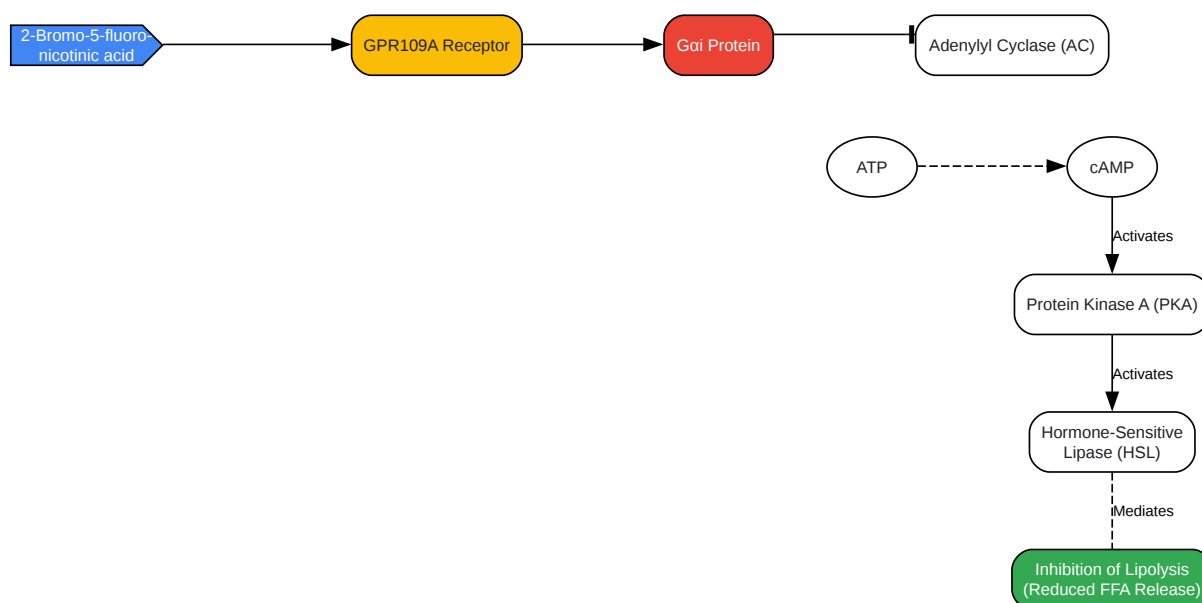 2-Bromo-5-fluoro-
nicotinic acid
GPR109A Receptor
Gαi Protein
Adenylyl Cyclase (AC)
ATP
cAMP
Activates
Protein Kinase A (PKA)
Activates
Hormone-Sensitive
Lipase (HSL)
Mediates
Inhibition of Lipolysis
(Reduced FFA Release)